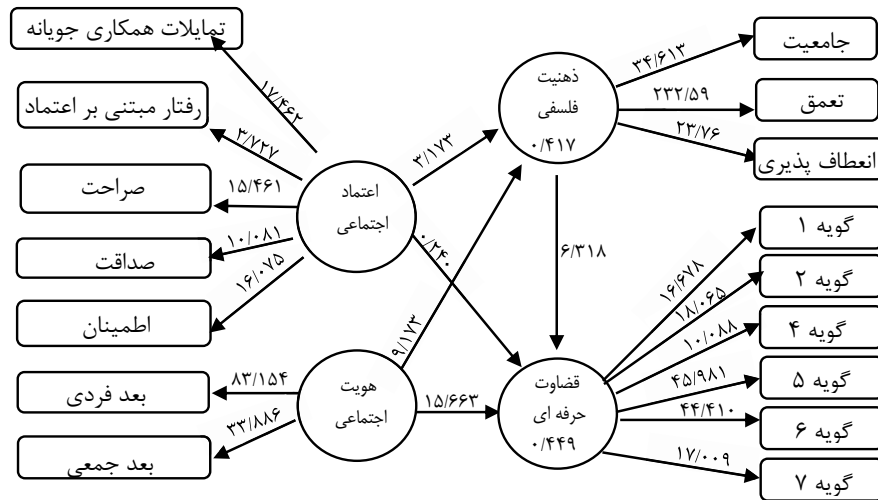 تمایلات همکاری جویانه
رفتار مبتنی بر اعتماد
صراحت
صداقت
اطمینان
بعد فردی
بعد جمعی
۱۷/۴۶۲
۳/۷۲۷
۱۵/۴۶۱
۱۰/۰۸۱
۱۶/۰۷۵
۸۳/۱۵۴
۳۳/۸۸۶
اعتماد
اجتماعی
هویت
اجتماعی
۳/۱۷۳
۰/۲۴۰
۹/۱۷۳
۱۵/۶۶۳
ذهنیت
فلسفی
۰/۴۱۷
۶/۳۱۸
قضاوت
حرفه ای
۰/۴۴۹
۳۴/۶۱۳
۲۳۲/۵۹
۲۳/۷۶
۱۶/۶۷۸
۱۸/۰۶۵
۱۰/۰۸۸
۴۵/۹۸۱
۴۴/۴۱۰
۱۷/۰۰۹
جامعیت
تعمق
انعطاف پذیری
گویه ۱
گویه ۲
گویه ۴
گویه ۵
گویه ۶
گویه ۷